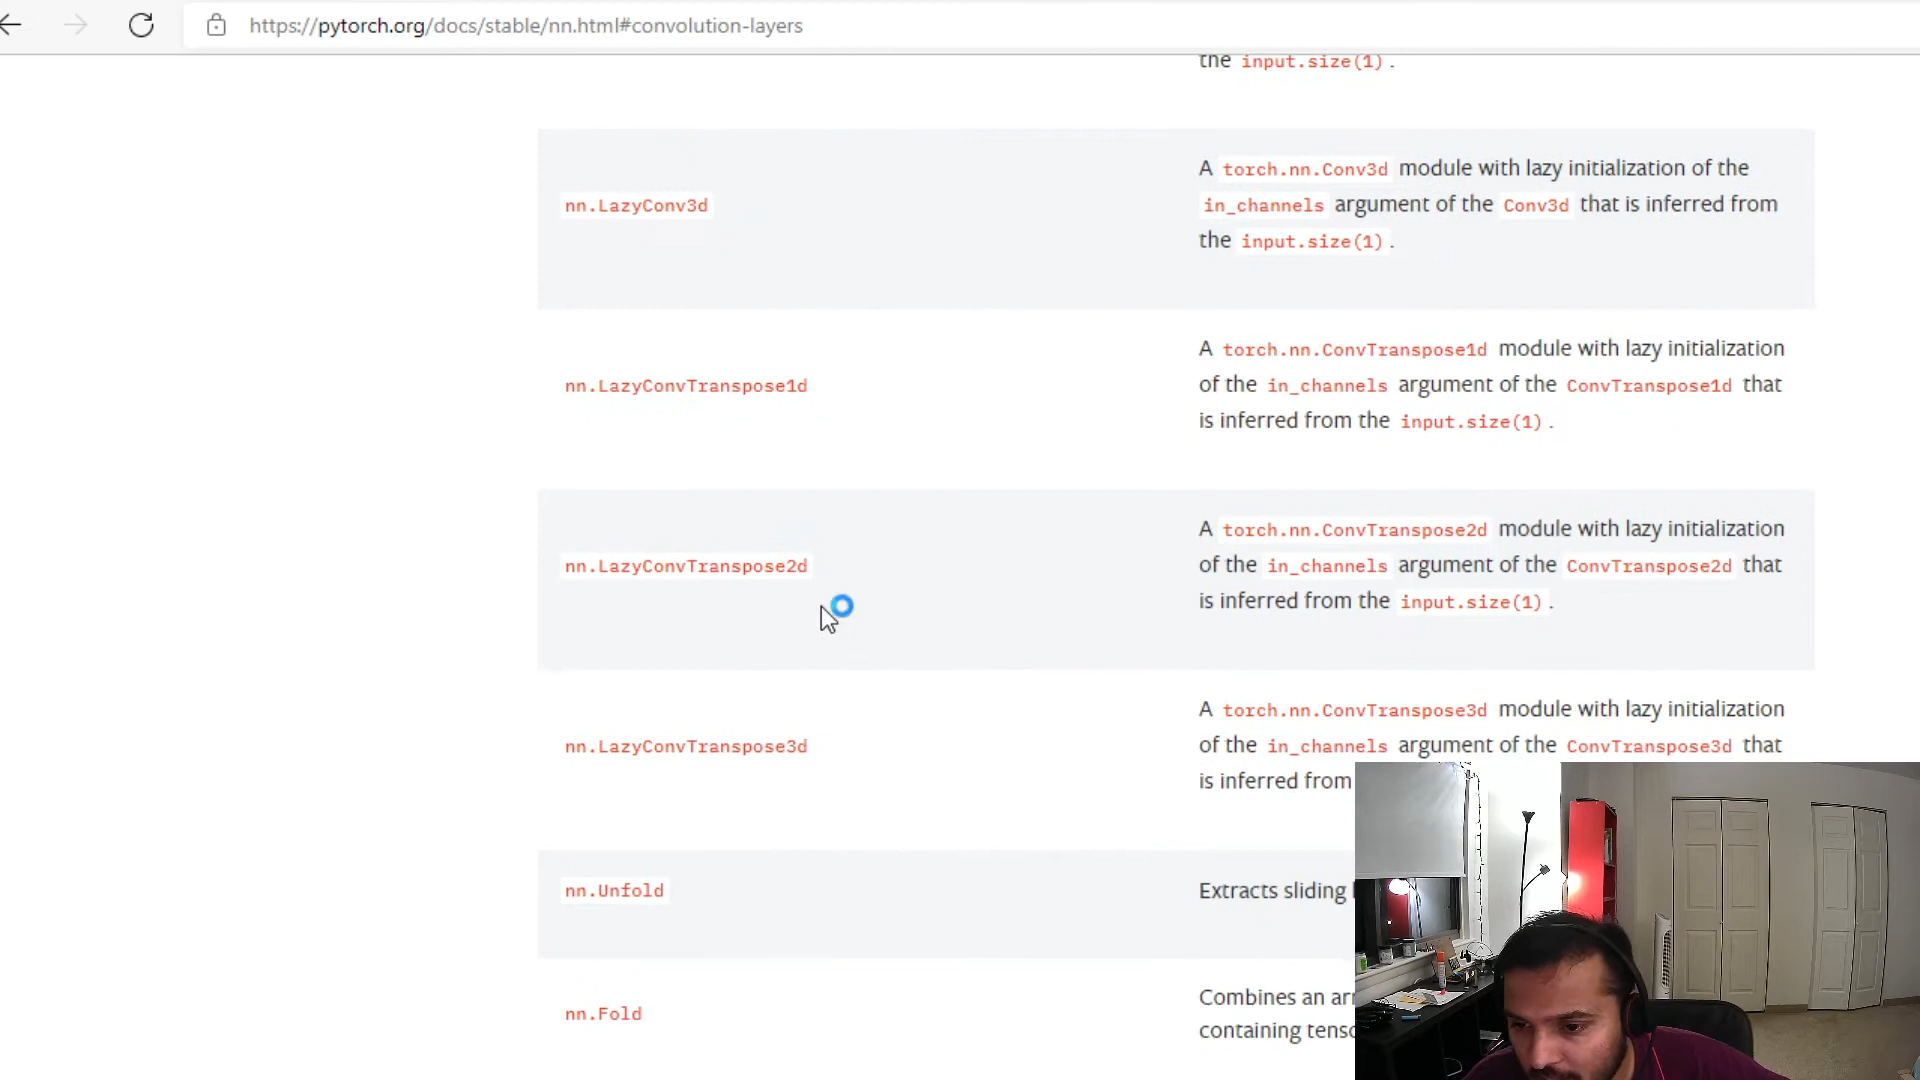 https://pytorch.org/docs/stable/nn.html#convolution-layers
the input.size(1) .
nn.LazyConv3d
A torch.nn.Conv3d module with lazy initialization of the
in_channels argument of the Conv3d that is inferred from
the input.size(1) .
nn.LazyConvTranspose1d
A torch.nn.ConvTranspose1d module with lazy initialization
of the in_channels argument of the ConvTranspose1d that
is inferred from the input.size(1) .
nn.LazyConvTranspose2d
A torch.nn.ConvTranspose2d module with lazy initialization
of the in_channels argument of the ConvTranspose2d that
is inferred from the input.size(1) .
nn.LazyConvTranspose3d
A torch.nn.ConvTranspose3d module with lazy initialization
of the in_channels argument of the ConvTranspose3d that
is inferred from
nn.Unfold
Extracts sliding
nn.Fold
Combines an
containing